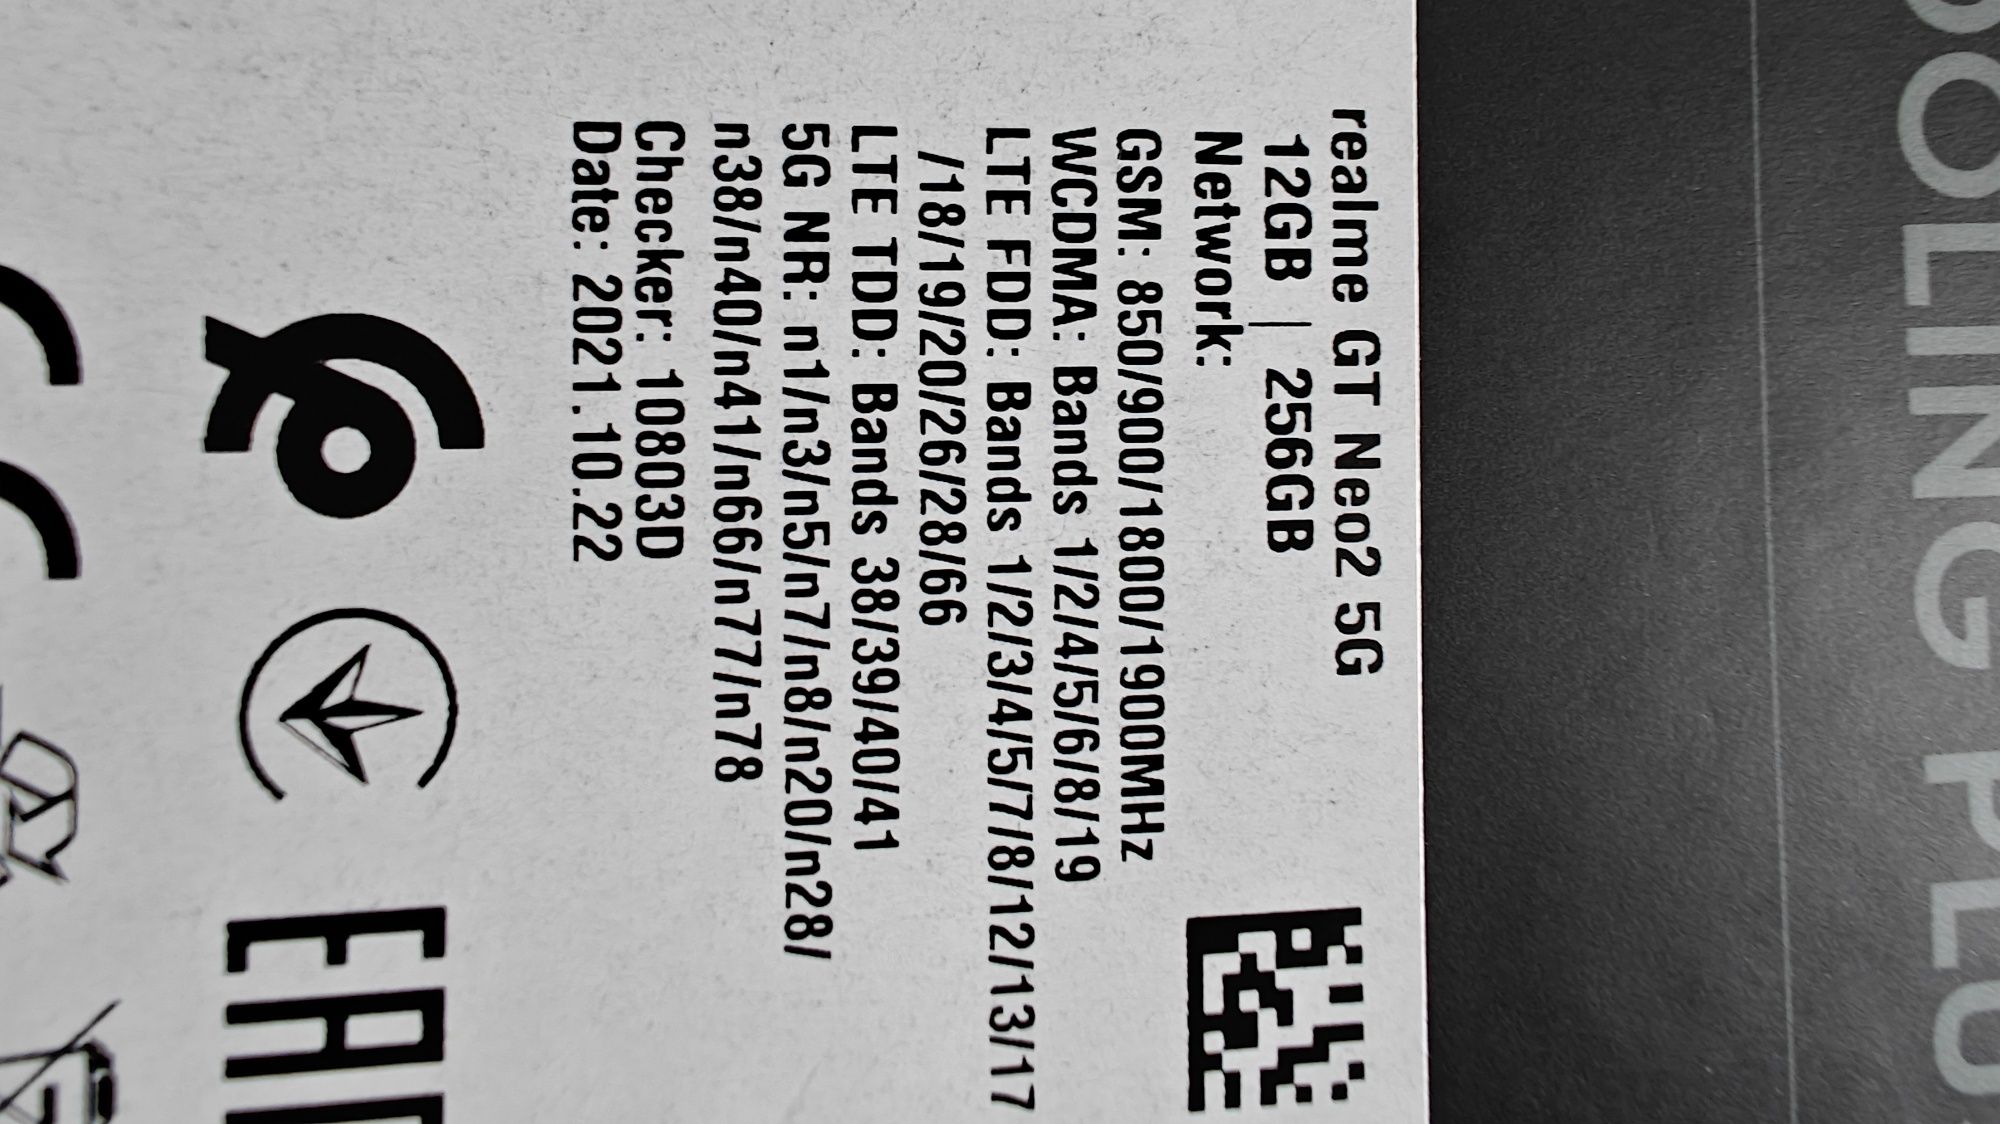 realme GT Neo2 5G
12GB | 256GB
Network:
GSM: 850/900/1800/1900MHz
WCDMA: Bands 1/2/4/5/6/8/19
LTE FDD: Bands 1/2/3/4/5/7/8/12/13/17
/18/19/20/26/28/66
LTE TDD: Bands 38/39/40/41
5G NR: n1/n3/n5/n7/n8/n20/n28/
n38/n40/n41/n66/n77/n78
Checker: 10803D
Date: 2021.10.22